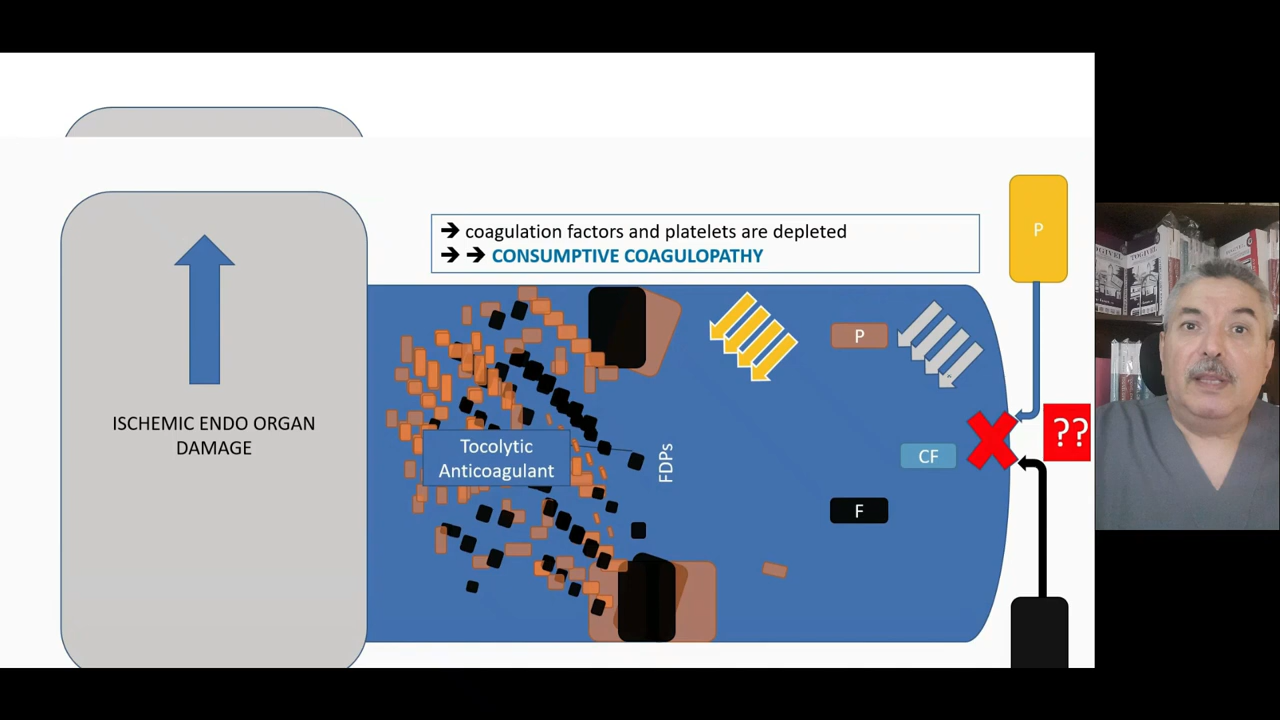 ➔ coagulation factors and platelets are depleted
➔ ➔ CONSUMPTIVE COAGULOPATHY
P
P
ISCHEMIC ENDO ORGAN
DAMAGE
Tocolytic
Anticoagulant
FDPs
CF
??
F